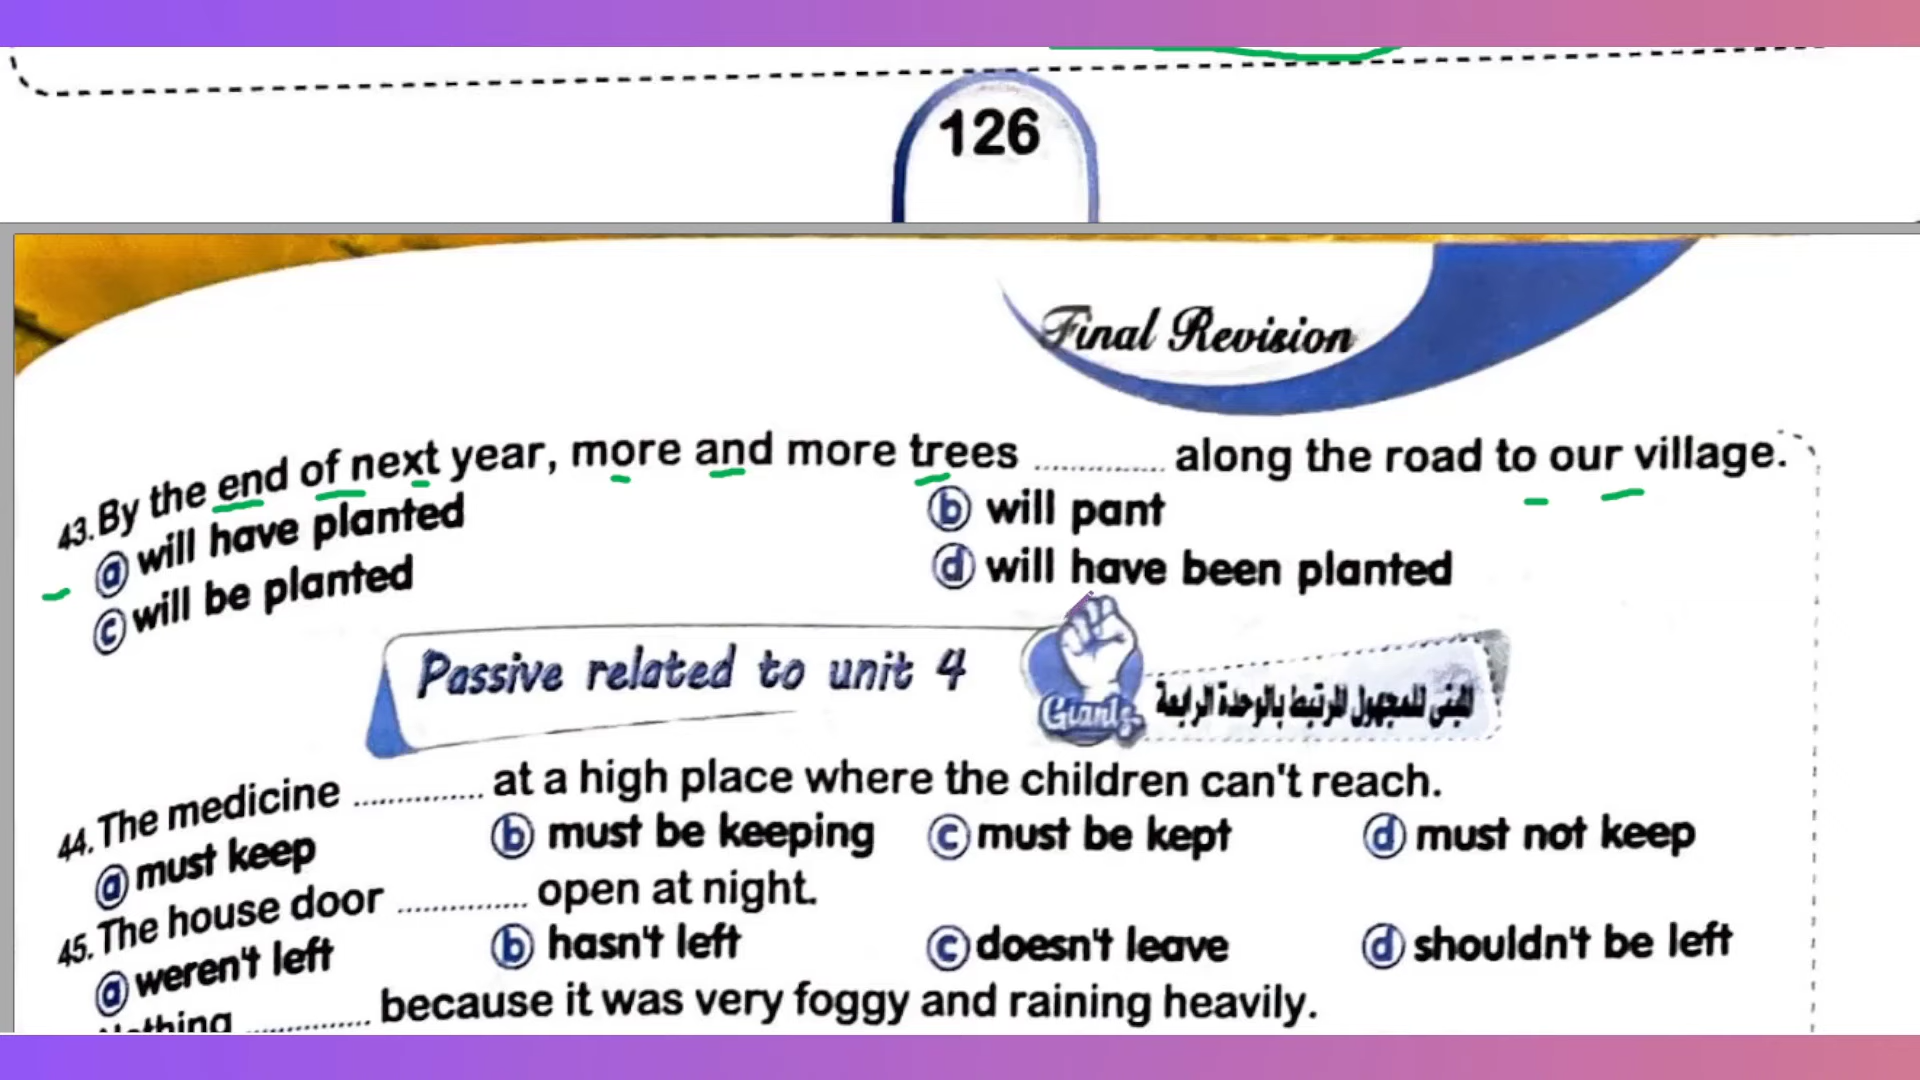 126
Final Revision
43. By the end of next year, more and more trees ............ along the road to our village.
ⓐ will have planted ⓑ will pant
ⓒ will be planted ⓓ will have been planted
Passive related to unit 4
Giants
المبنى للمجهول المرتبط بالوحدة الرابعة
44. The medicine ............ at a high place where the children can't reach.
ⓐ must keep ⓑ must be keeping ⓒ must be kept ⓓ must not keep
45. The house door ............ open at night.
ⓐ weren't left ⓑ hasn't left ⓒ doesn't leave ⓓ shouldn't be left
Nothing ............ because it was very foggy and raining heavily.